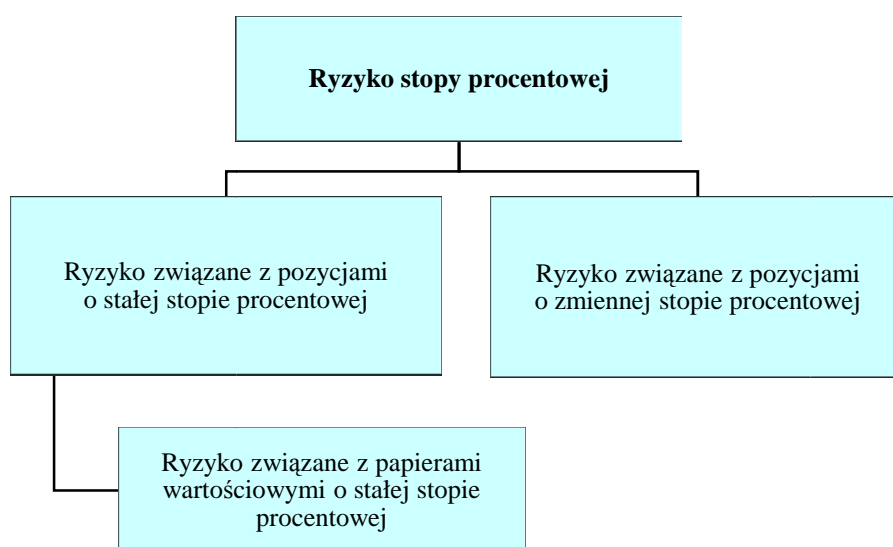 Ryzyko stopy procentowej
Ryzyko związane z pozycjami
o stałej stopie procentowej
Ryzyko związane z pozycjami
o zmiennej stopie procentowej
Ryzyko związane z papierami
wartościowymi o stałej stopie
procentowej